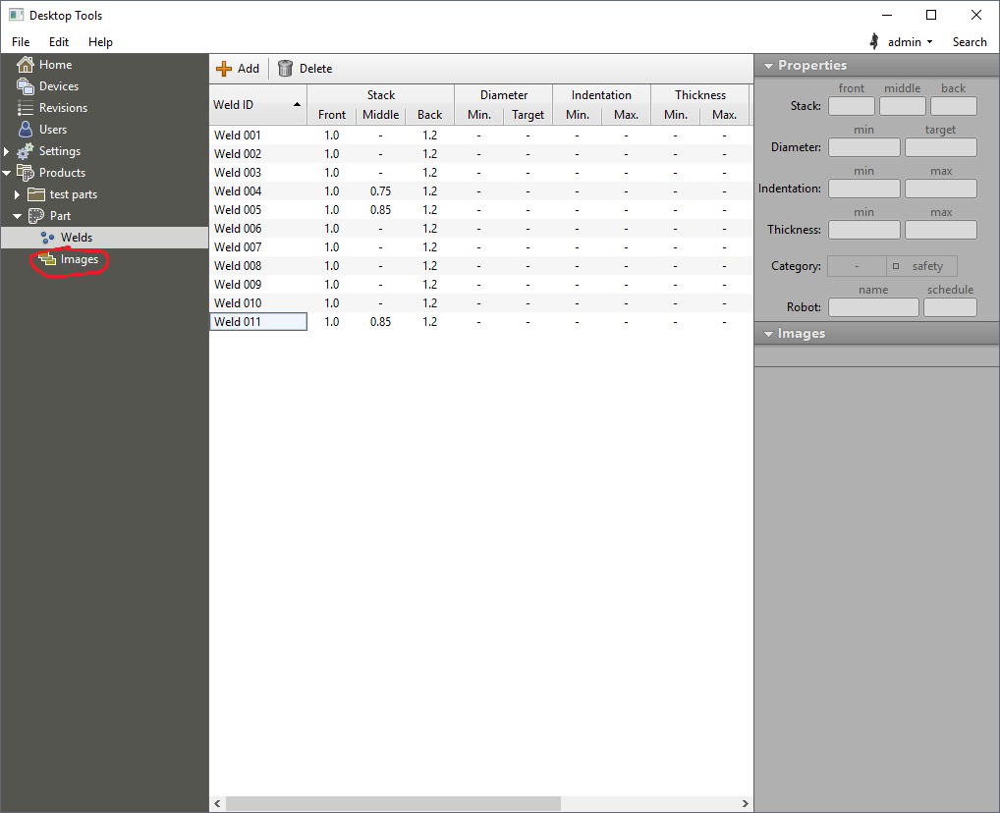 Desktop Tools
File Edit Help admin Search
Home
Devices
Revisions
Users
Settings
Products
test parts
Part
Welds
Images
Add Delete
Weld ID Stack Diameter Indentation Thickness
Front Middle Back Min. Target Min. Max. Min. Max.
Weld 001 1.0 - 1.2 - - - - - -
Weld 002 1.0 - 1.2 - - - - - -
Weld 003 1.0 - 1.2 - - - - - -
Weld 004 1.0 0.75 1.2 - - - - - -
Weld 005 1.0 0.85 1.2 - - - - - -
Weld 006 1.0 - 1.2 - - - - - -
Weld 007 1.0 - 1.2 - - - - - -
Weld 008 1.0 - 1.2 - - - - - -
Weld 009 1.0 - 1.2 - - - - - -
Weld 010 1.0 - 1.2 - - - - - -
Weld 011 1.0 0.85 1.2 - - - - - -
Properties
front middle back
Stack:
min target
Diameter:
min max
Indentation:
min max
Thickness:
Category: - safety
name schedule
Robot:
Images